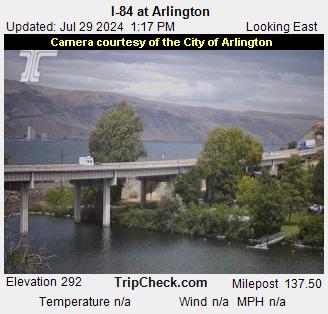 I-84 at Arlington
Updated: Jul 29 2024 1:17 PM Looking East
Camera courtesy of the City of Arlington
Elevation 292 TripCheck.com Milepost 137.50
Temperature n/a Wind n/a MPH n/a